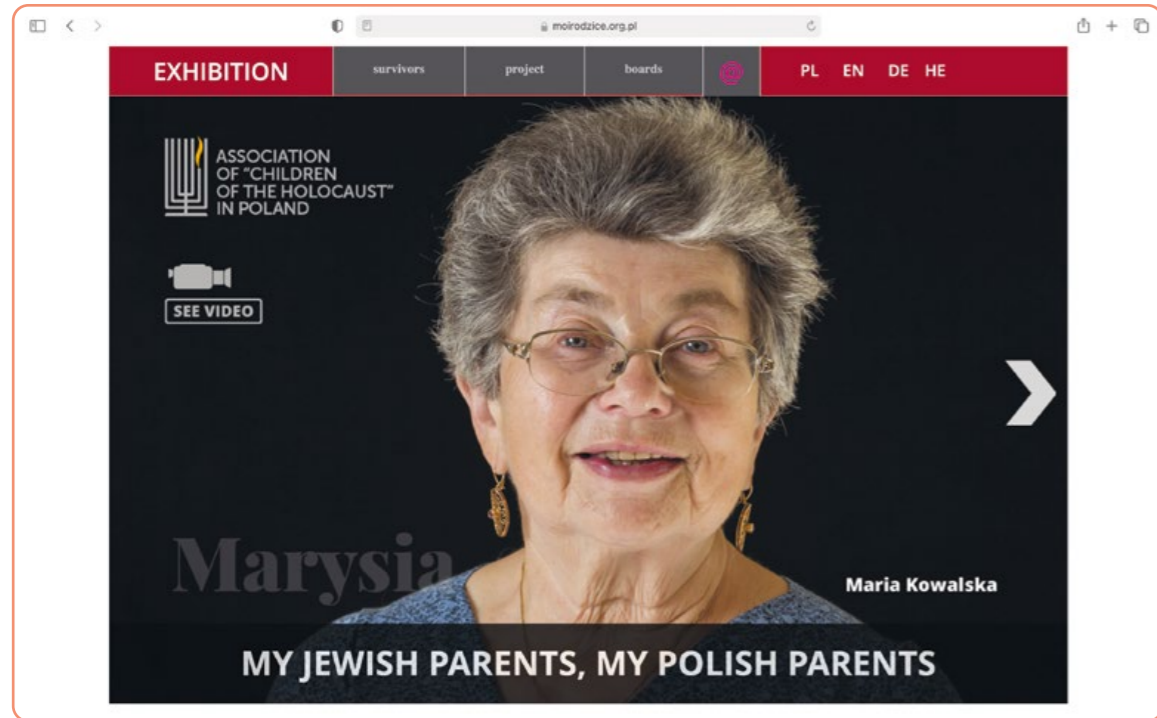 moirodzice.org.pl
EXHIBITION
survivors
project
boards
PL EN DE HE
ASSOCIATION
OF "CHILDREN
OF THE HOLOCAUST"
IN POLAND
SEE VIDEO
Marysia
Maria Kowalska
MY JEWISH PARENTS, MY POLISH PARENTS